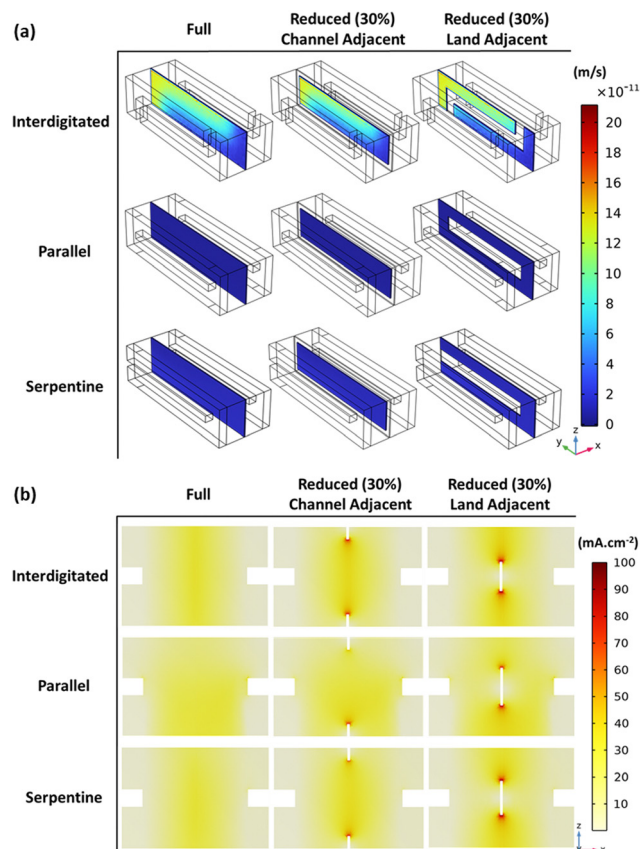 (a)
Full
Reduced (30%)
Channel Adjacent
Reduced (30%)
Land Adjacent
(m/s)
×10⁻¹¹
Interdigitated
Parallel
Serpentine
20
18
16
14
12
10
8
6
4
2
0
z
y
x
(b)
Full
Reduced (30%)
Channel Adjacent
Reduced (30%)
Land Adjacent
(mA.cm⁻²)
Interdigitated
Parallel
Serpentine
100
90
80
70
60
50
40
30
20
10
z